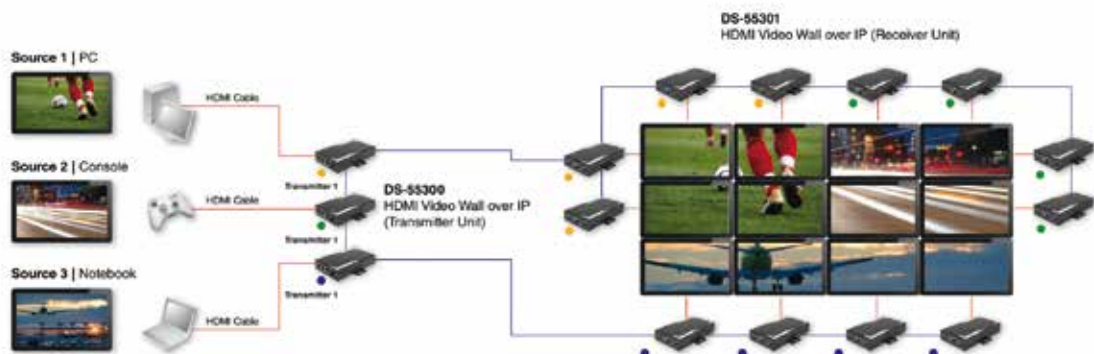 DS-55301
HDMI Video Wall over IP (Receiver Unit)
Source 1 | PC
HDMI Cable
Transmitter 1
Source 2 | Console
HDMI Cable
DS-55300
HDMI Video Wall over IP
(Transmitter Unit)
Transmitter 1
Source 3 | Notebook
HDMI Cable
Transmitter 1